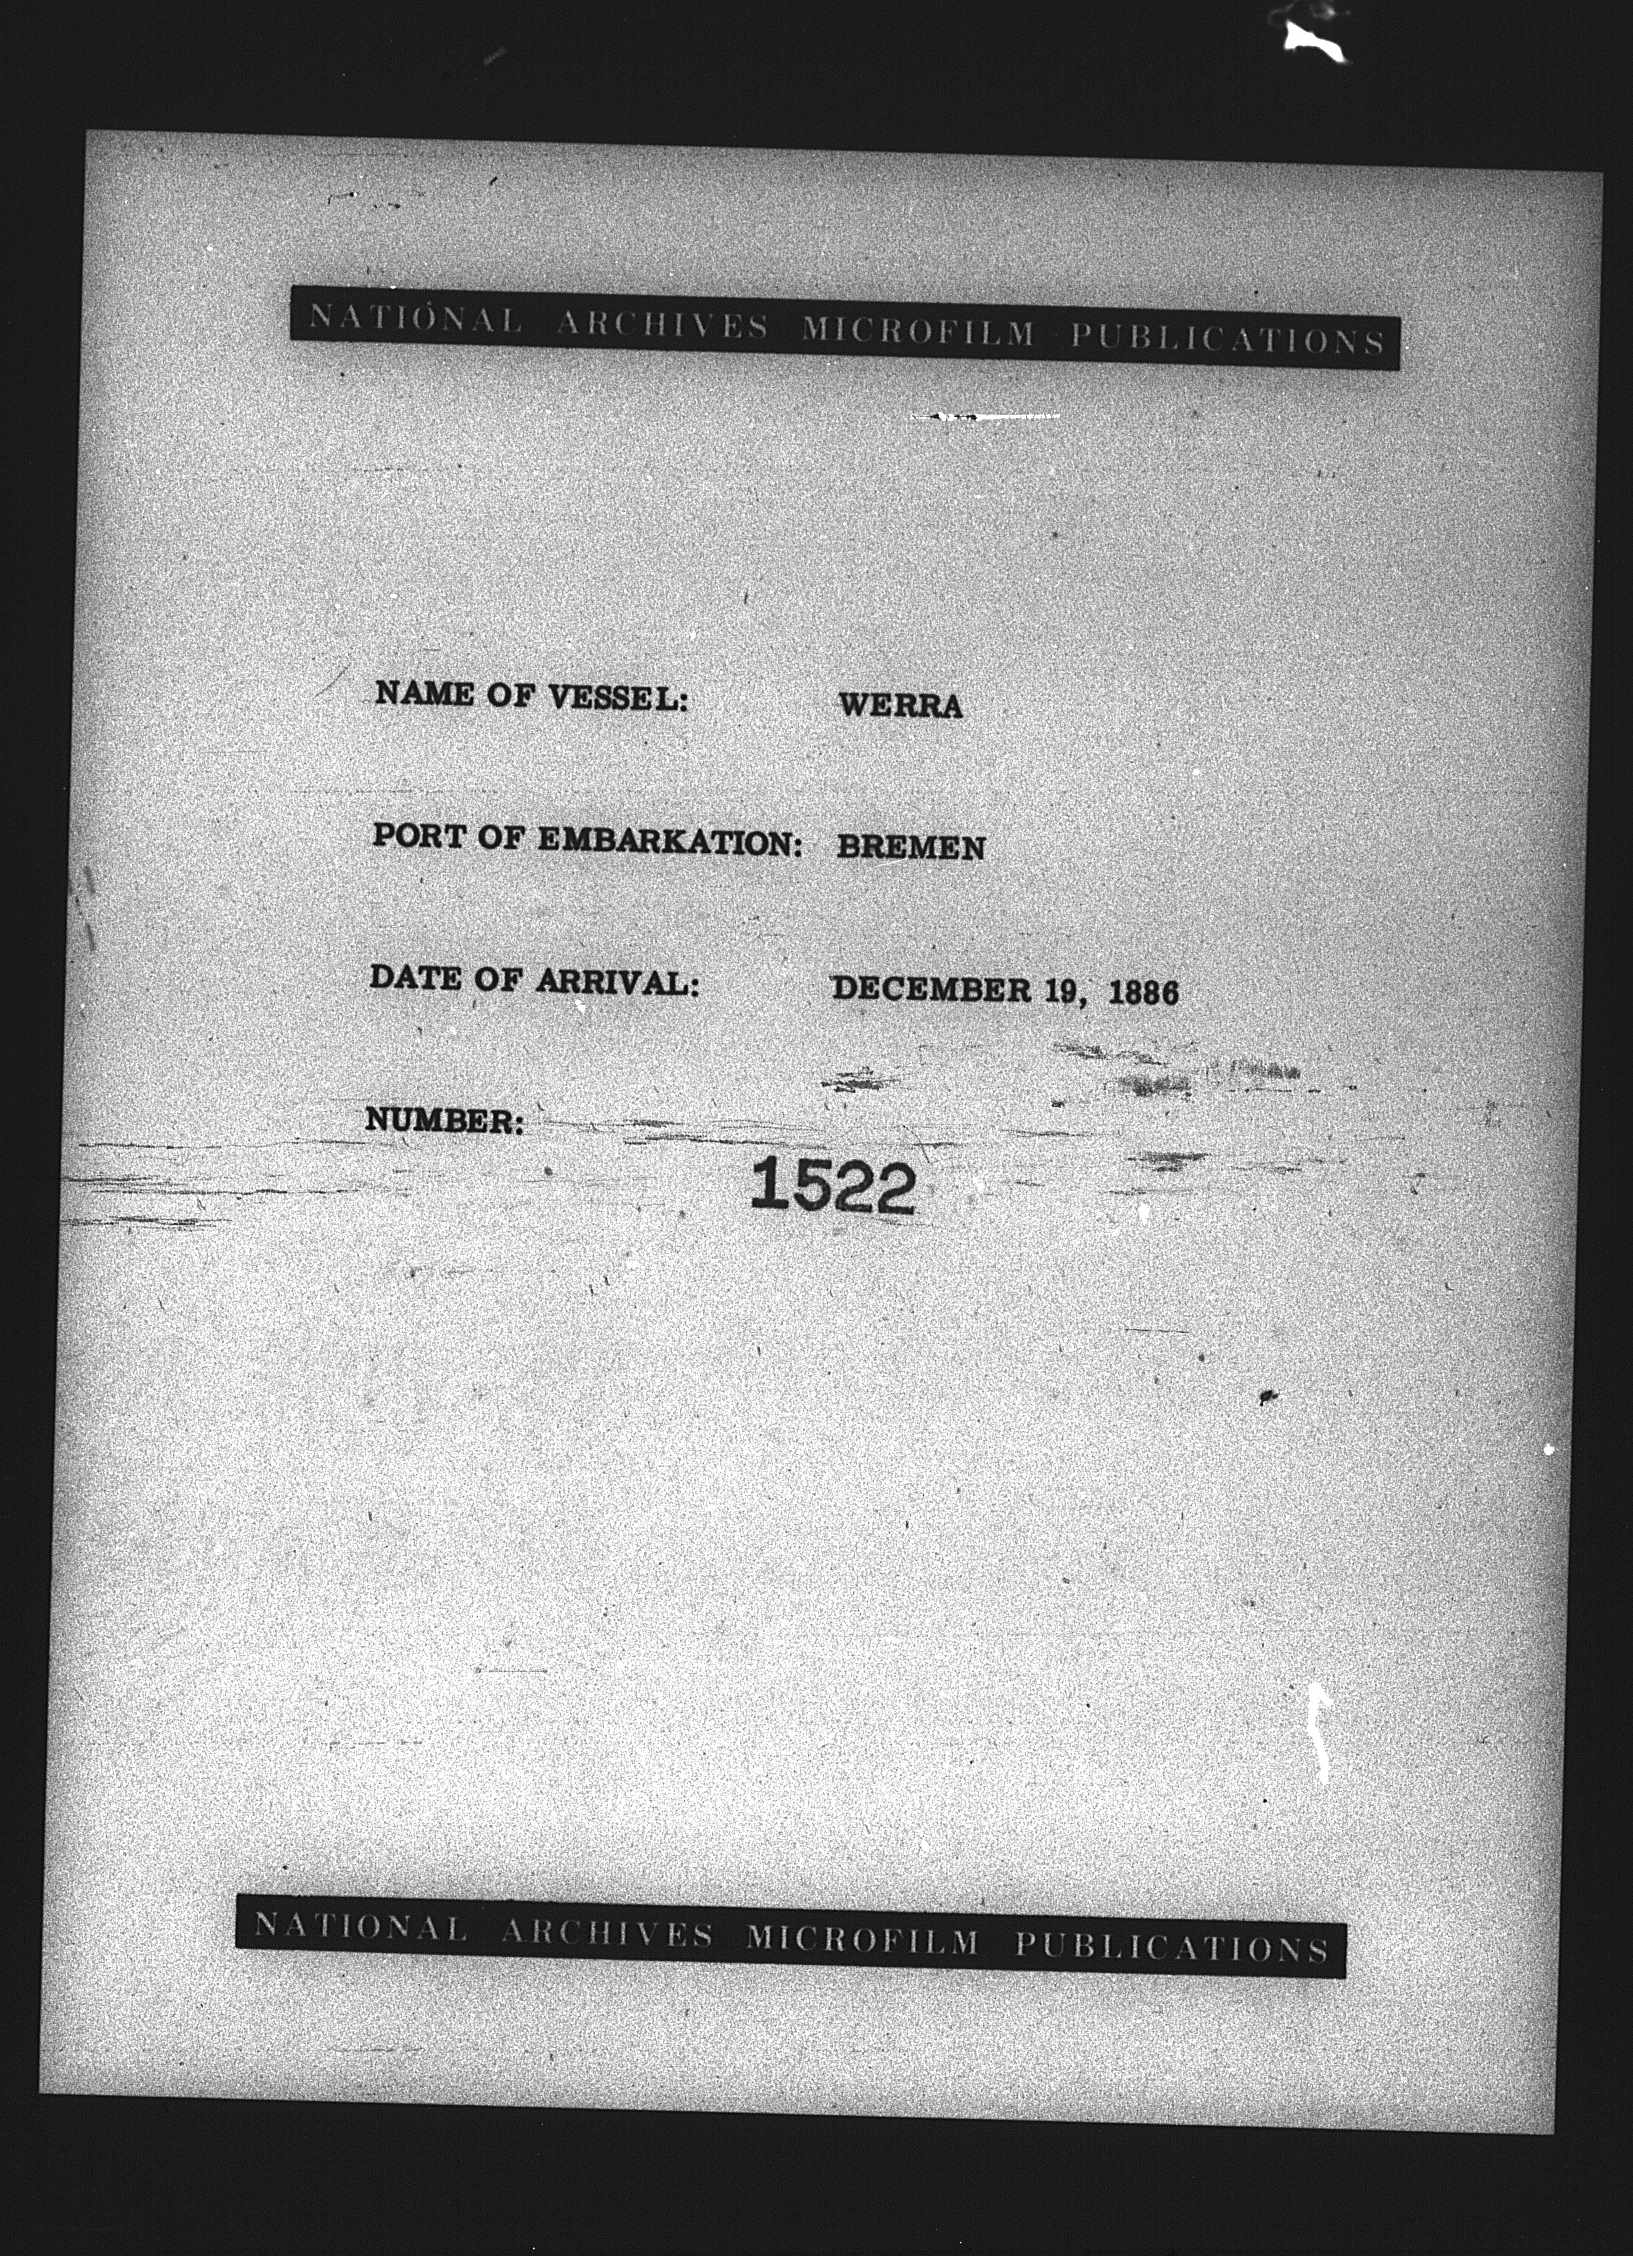 NATIONAL ARCHIVES MICROFILM PUBLICATIONS
NAME OF VESSEL: WERRA
PORT OF EMBARKATION: BREMEN
DATE OF ARRIVAL: DECEMBER 19, 1886
NUMBER:
1522
NATIONAL ARCHIVES MICROFILM PUBLICATIONS